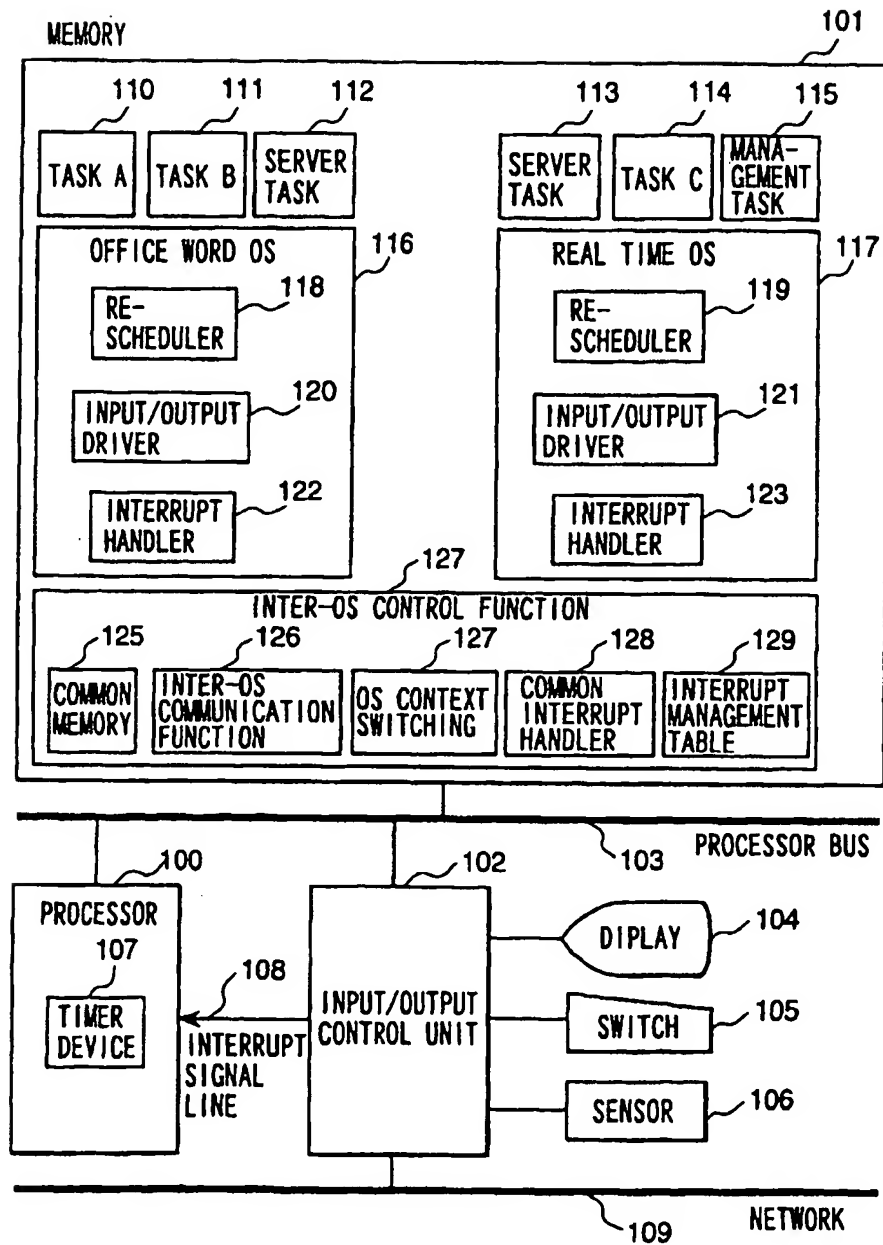 MEMORY
101
110
111
112
113
114
115
TASK A
TASK B
SERVER
TASK
SERVER
TASK
TASK C
MANA-
GEMENT
TASK
OFFICE WORD OS
116
118
RE-
SCHEDULER
120
INPUT/OUTPUT
DRIVER
122
INTERRUPT
HANDLER
REAL TIME OS
117
119
RE-
SCHEDULER
121
INPUT/OUTPUT
DRIVER
123
INTERRUPT
HANDLER
127
INTER-OS CONTROL FUNCTION
125
126
127
128
129
COMMON
MEMORY
INTER-OS
COMMUNICATION
FUNCTION
OS CONTEXT
SWITCHING
COMMON
INTERRUPT
HANDLER
INTERRUPT
MANAGEMENT
TABLE
103
PROCESSOR BUS
100
PROCESSOR
107
TIMER
DEVICE
108
INTERRUPT
SIGNAL
LINE
102
INPUT/OUTPUT
CONTROL UNIT
DIPLAY
104
SWITCH
105
SENSOR
106
109
NETWORK